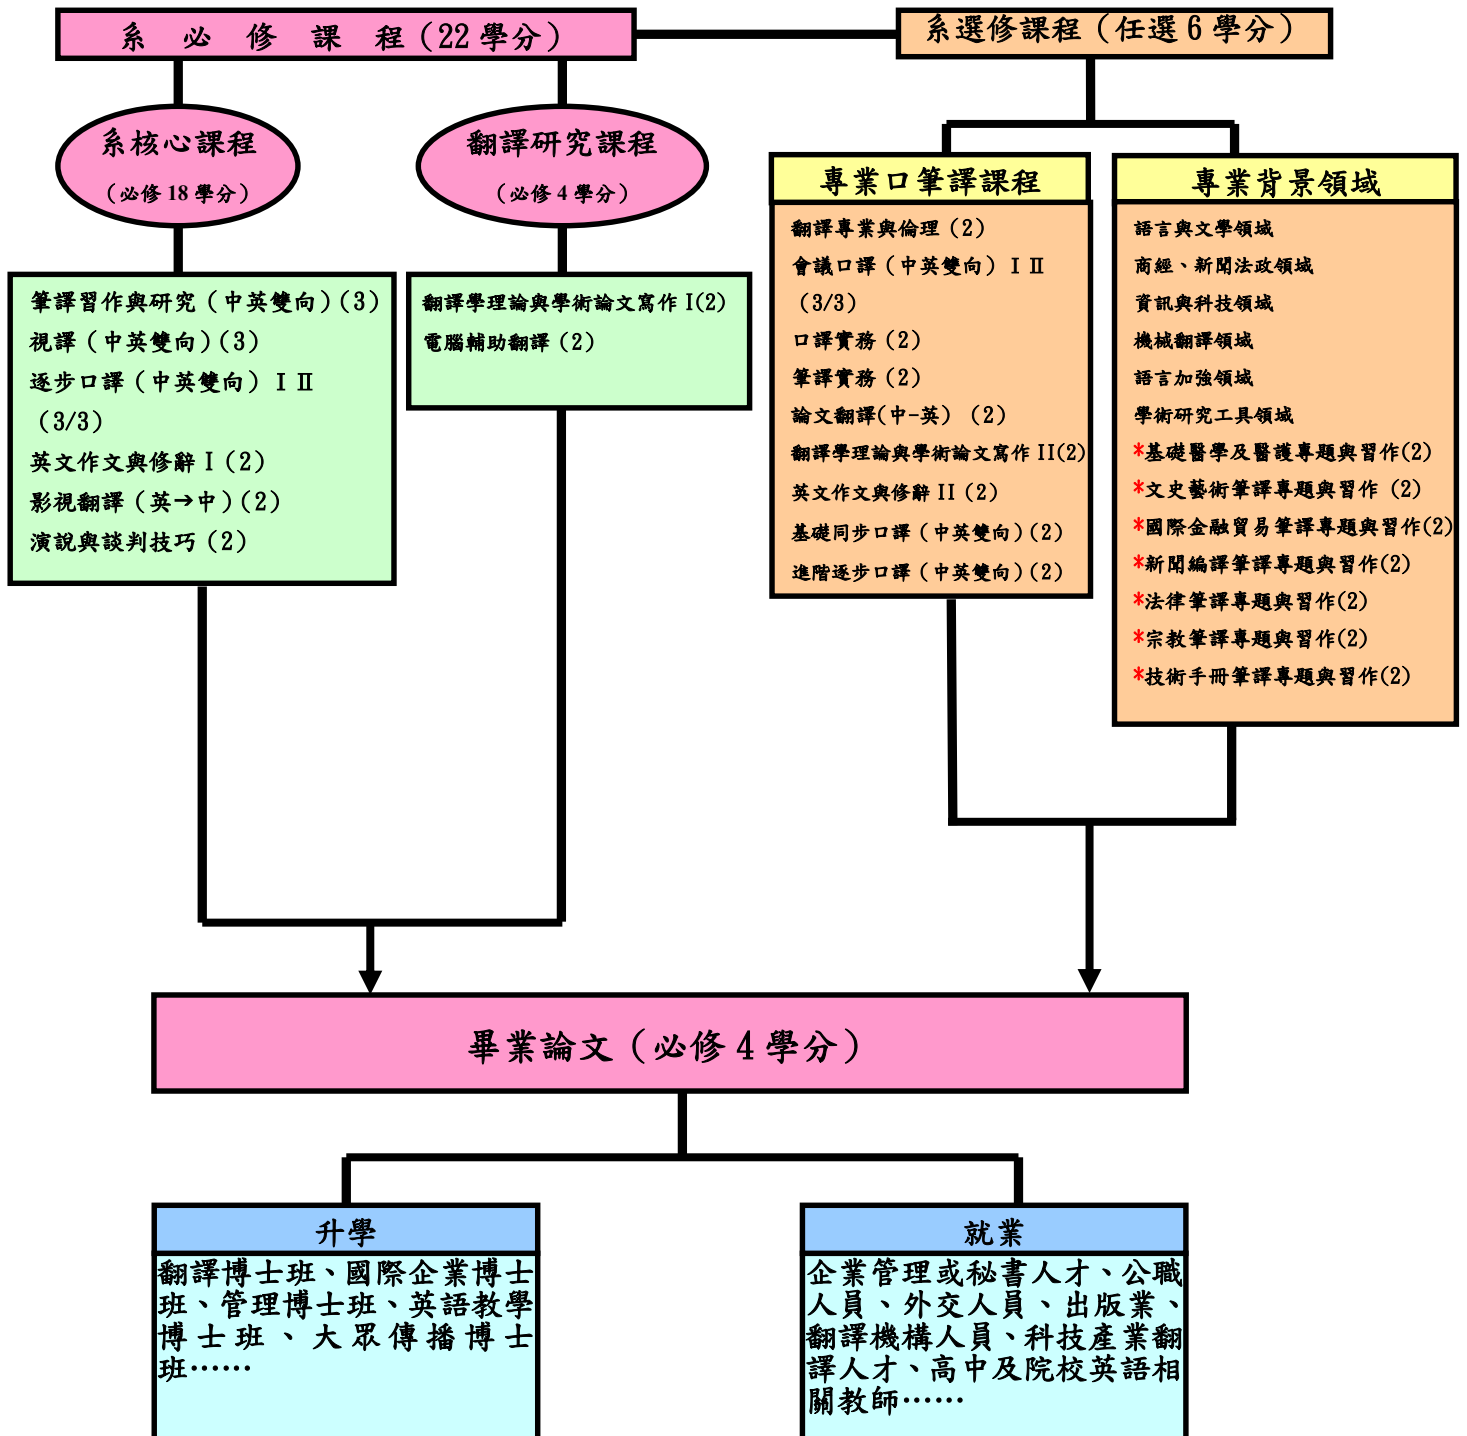 系 必 修 課 程（22 學分）
系選修課程（任選 6 學分）
系核心課程
（必修 18 學分）
翻譯研究課程
（必修 4 學分）
筆譯習作與研究（中英雙向）(3)
視譯（中英雙向）(3)
逐步口譯（中英雙向）ⅠⅡ
（3/3）
英文作文與修辭 I（2）
影視翻譯（英→中）(2)
演說與談判技巧（2）
翻譯學理論與學術論文寫作 I(2)
電腦輔助翻譯（2）
專業口筆譯課程
翻譯專業與倫理（2）
會議口譯（中英雙向）ⅠⅡ
（3/3）
口譯實務（2）
筆譯實務（2）
論文翻譯(中-英)（2）
翻譯學理論與學術論文寫作 II(2)
英文作文與修辭 II（2）
基礎同步口譯（中英雙向）(2)
進階逐步口譯（中英雙向）(2)
專業背景領域
語言與文學領域
商經、新聞法政領域
資訊與科技領域
機械翻譯領域
語言加強領域
學術研究工具領域
*基礎醫學及醫護專題與習作(2)
*文史藝術筆譯專題與習作 (2)
*國際金融貿易筆譯專題與習作(2)
*新聞編譯筆譯專題與習作(2)
*法律筆譯專題與習作(2)
*宗教筆譯專題與習作(2)
*技術手冊筆譯專題與習作(2)
畢業論文（必修 4 學分）
升學
翻譯博士班、國際企業博士
班、管理博士班、英語教學
博士班、大眾傳播博士
班……
就業
企業管理或秘書人才、公職
人員、外交人員、出版業、
翻譯機構人員、科技產業翻
譯人才、高中及院校英語相
關教師……